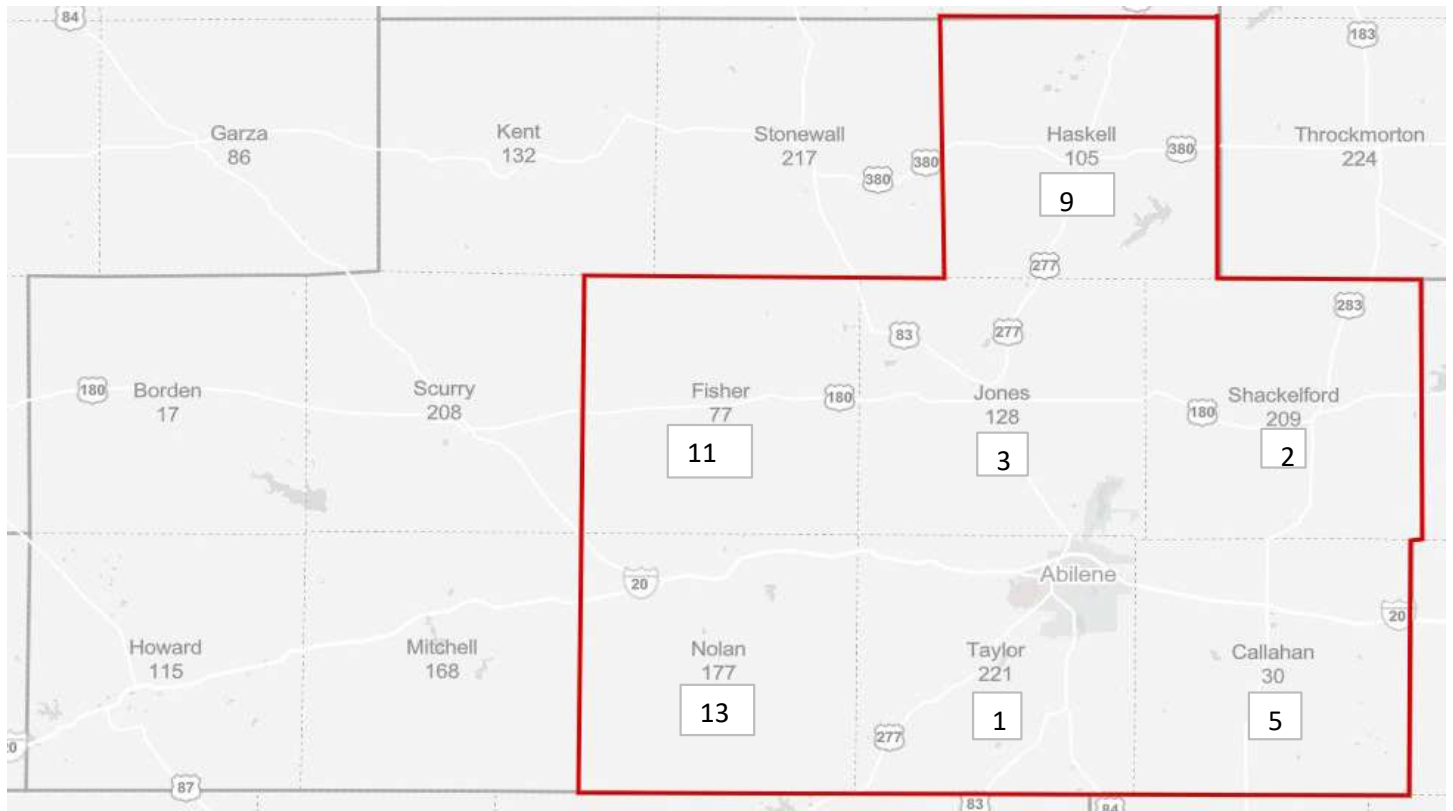 84
183
Garza
86
Kent
132
Stonewall
217
Haskell
105
Throckmorton
224
380
380
380
9
277
283
83
277
180
Borden
17
Scurry
208
Fisher
77
180
Jones
128
180
Shackelford
209
11
3
2
20
Abilene
20
Howard
115
Mitchell
168
Nolan
177
Taylor
221
Callahan
30
13
277
1
5
20
87
83
84